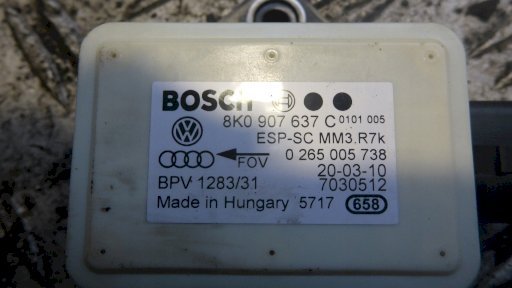 BOSCH
8K0 907 637 C 0101 005
ESP-SC MM3.R7k
FOV 0 265 005 738
20-03-10
BPV 1283/31 7030512
Made in Hungary 5717 658